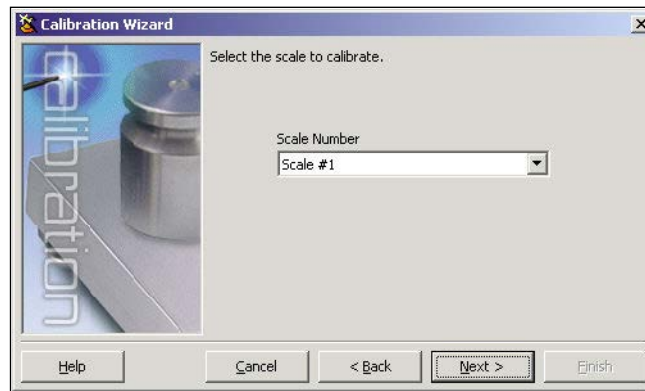 Calibration Wizard
calibration
Select the scale to calibrate.
Scale Number
Scale #1
Help
Cancel
< Back
Next >
Finish